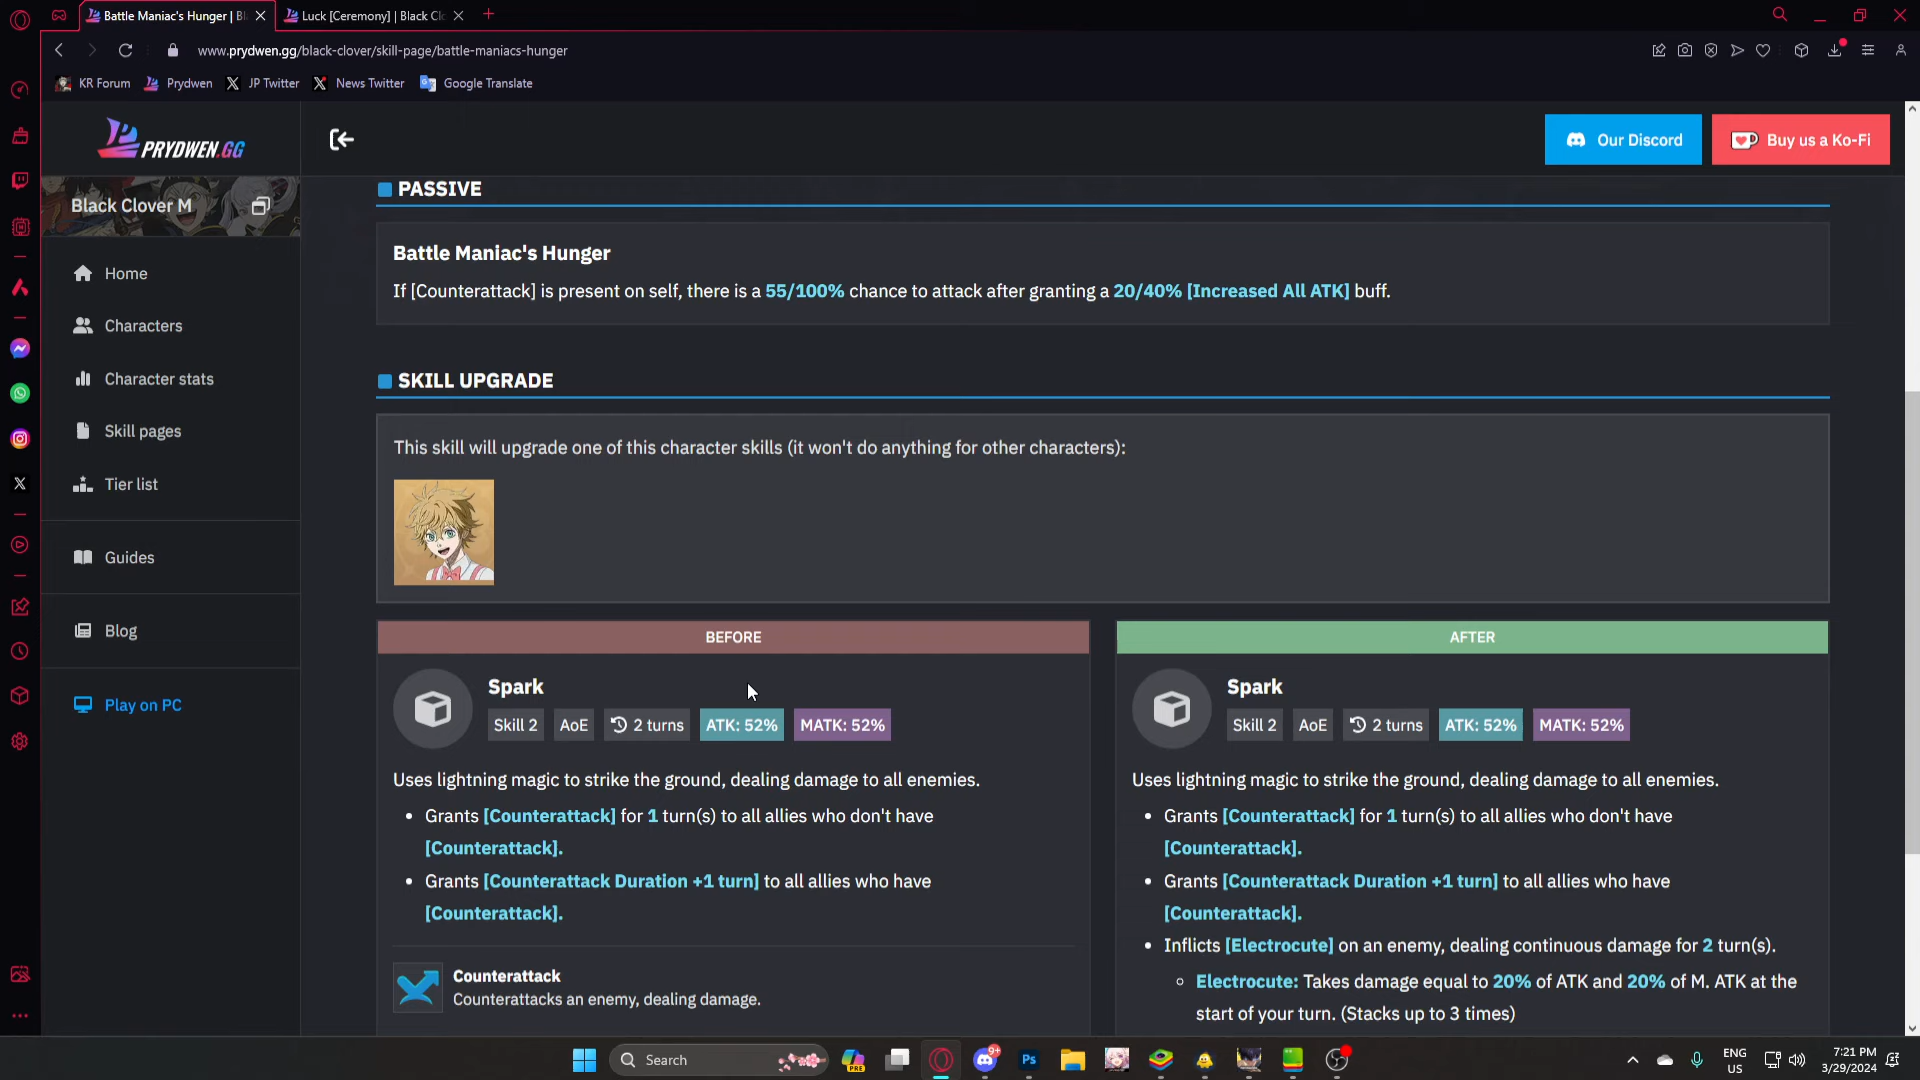 Battle Maniac's Hunger | Bl
Luck [Ceremony] | Black Clo
www.prydwen.gg/black-clover/skill-page/battle-maniacs-hunger
KR Forum
Prydwen
JP Twitter
News Twitter
Google Translate
PRYDWEN.GG
Our Discord
Buy us a Ko-Fi
Black Clover M
Home
Characters
Character stats
Skill pages
Tier list
Guides
Blog
Play on PC
PASSIVE
Battle Maniac's Hunger
If [Counterattack] is present on self, there is a 55/100% chance to attack after granting a 20/40% [Increased All ATK] buff.
SKILL UPGRADE
This skill will upgrade one of this character skills (it won't do anything for other characters):
BEFORE
Spark
Skill 2
AoE
2 turns
ATK: 52%
MATK: 52%
Uses lightning magic to strike the ground, dealing damage to all enemies.
• Grants [Counterattack] for 1 turn(s) to all allies who don't have
[Counterattack].
• Grants [Counterattack Duration +1 turn] to all allies who have
[Counterattack].
Counterattack
Counterattacks an enemy, dealing damage.
AFTER
Spark
Skill 2
AoE
2 turns
ATK: 52%
MATK: 52%
Uses lightning magic to strike the ground, dealing damage to all enemies.
• Grants [Counterattack] for 1 turn(s) to all allies who don't have
[Counterattack].
• Grants [Counterattack Duration +1 turn] to all allies who have
[Counterattack].
• Inflicts [Electrocute] on an enemy, dealing continuous damage for 2 turn(s).
Electrocute: Takes damage equal to 20% of ATK and 20% of M. ATK at the
start of your turn. (Stacks up to 3 times)
Search
PRE
9+
Ps
ENG
US
7:21 PM
3/29/2024